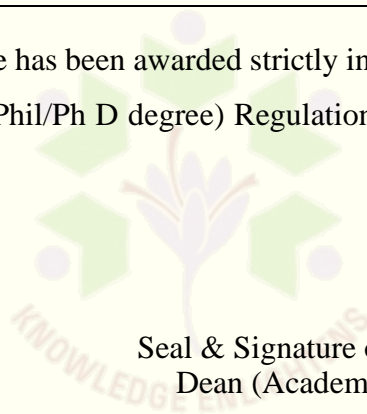 e has been awarded strictly in
Phil/Ph D degree) Regulation
Seal & Signature
Dean (Academ
KNOWLEDGE